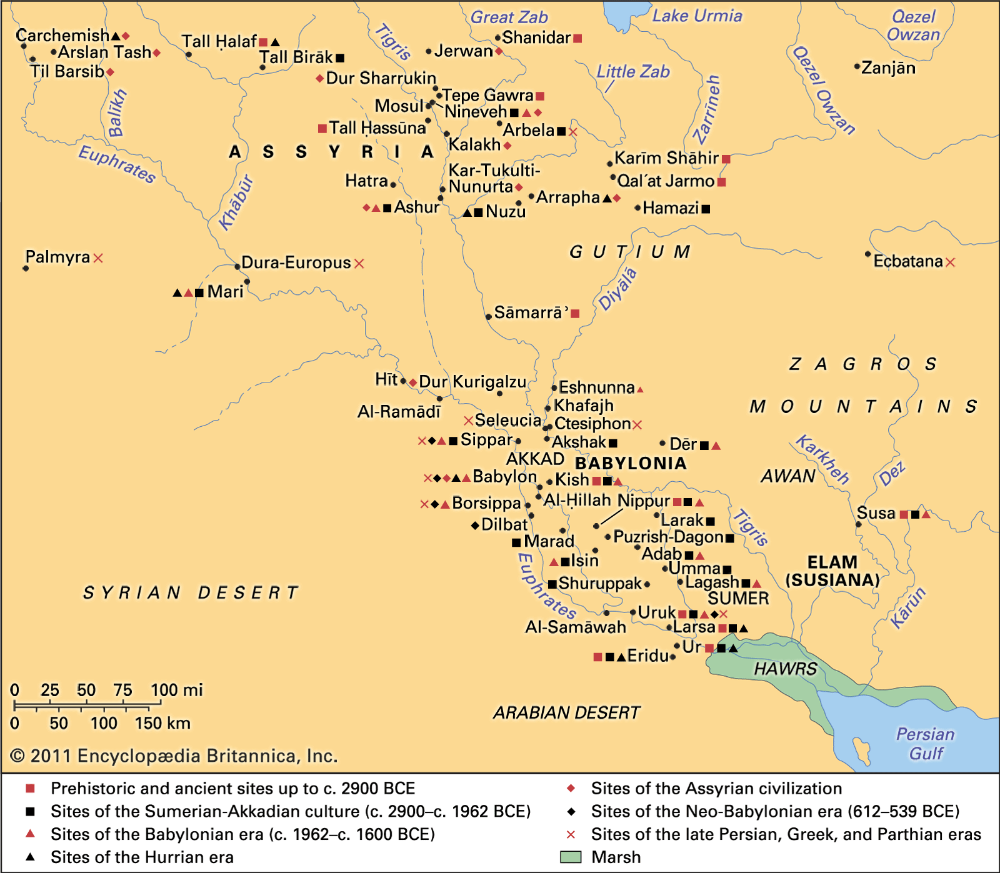 Great Zab
Lake Urmia
Qezel
Owzan
Carchemish
Arslan Tash
Til Barsib
Tall Ḥalaf
Tall Birāk
Tigris
Jerwan
Shanidar
Little Zab
Qezel Owzan
Zanjān
Dur Sharrukin
Tepe Gawra
Mosul
Nineveh
Balīkh
Zarrīneh
Tall Ḥassūna
Arbela
Kalakh
ASSYRIA
Euphrates
Karīm Shāhir
Kar-Tukulti-
Nunurta
Qal´at Jarmo
Hatra
Khābūr
Arrapha
Ashur
Nuzu
Hamazi
GUTIUM
Palmyra
Dura-Europus
Ecbatana
Mari
Diyālā
Sāmarrāʾ
ZAGROS
MOUNTAINS
Hīt
Dur Kurigalzu
Eshnunna
Al-Ramādī
Khafajh
Seleucia
Ctesiphon
Sippar
Akshak
Dēr
AKKAD
BABYLONIA
Karkheh
Dez
AWAN
Babylon
Kish
Borsippa
Al-Ḥillah
Nippur
Dilbat
Larak
Tigris
Susa
Marad
Puzrish-Dagon
Isin
Adab
Umma
ELAM
(SUSIANA)
Euphrates
Shuruppak
Lagash
SUMER
SYRIAN DESERT
Uruk
Kārūn
Al-Samāwah
Larsa
Ur
Eridu
HAWRS
0 25 50 75 100 mi
0 50 100 150 km
ARABIAN DESERT
Persian
Gulf
© 2011 Encyclopædia Britannica, Inc.
Prehistoric and ancient sites up to c. 2900 BCE
Sites of the Sumerian-Akkadian culture (c. 2900–c. 1962 BCE)
Sites of the Babylonian era (c. 1962–c. 1600 BCE)
Sites of the Hurrian era
Sites of the Assyrian civilization
Sites of the Neo-Babylonian era (612–539 BCE)
Sites of the late Persian, Greek, and Parthian eras
Marsh